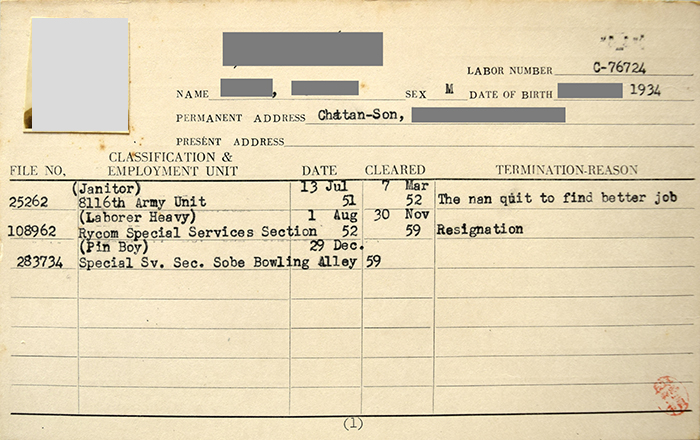 LABOR NUMBER C-76724
NAME , SEX M DATE OF BIRTH 1934
PERMANENT ADDRESS Chatan-Son,
PRESENT ADDRESS
FILE NO. CLASSIFICATION & EMPLOYMENT UNIT DATE CLEARED TERMINATION-REASON
(Janitor) 13 Jul 7 Mar
25262 8116th Army Unit 51 52 The nan quit to find better job
(Laborer Heavy) 1 Aug 30 Nov
108962 Rycom Special Services Section 52 59 Resignation
(Pin Boy) 29 Dec.
283734 Special Sv. Sec. Sobe Bowling Alley 59
(1)